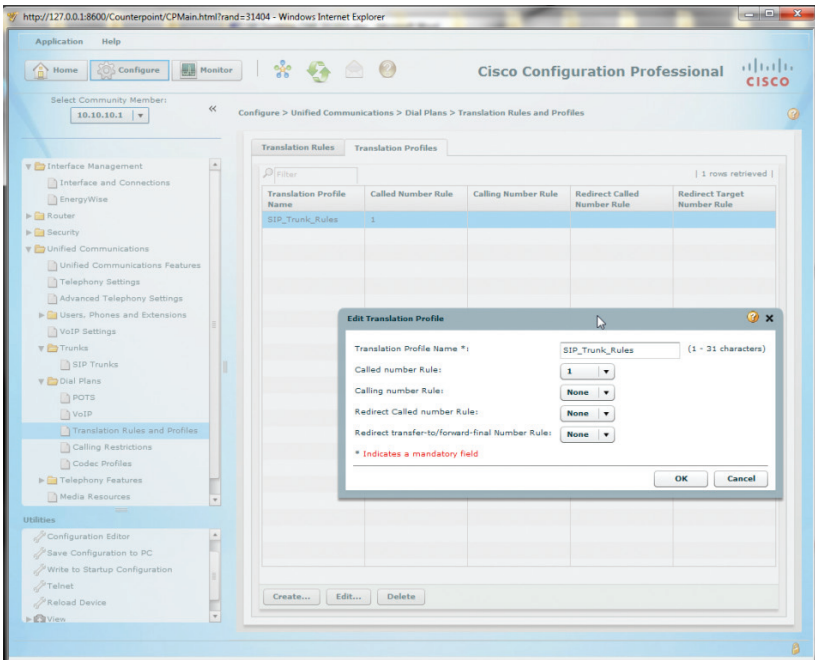 http://127.0.0.1:8600/Counterpoint/CPMain.html?rand=31404 - Windows Internet Explorer
Application Help
Home Configure Monitor
Cisco Configuration Professional
CISCO
Select Community Member:
10.10.10.1
Configure > Unified Communications > Dial Plans > Translation Rules and Profiles
Interface Management
Interface and Connections
EnergyWise
Router
Security
Unified Communications
Unified Communications Features
Telephony Settings
Advanced Telephony Settings
Users, Phones and Extensions
VoIP Settings
Trunks
SIP Trunks
Dial Plans
POTS
VoIP
Translation Rules and Profiles
Calling Restrictions
Codec Profiles
Telephony Features
Media Resources
Utilities
Configuration Editor
Save Configuration to PC
Write to Startup Configuration
Telnet
Reload Device
View
Translation Rules Translation Profiles
Filter | 1 rows retrieved |
Translation Profile Name Called Number Rule Calling Number Rule Redirect Called Number Rule Redirect Target Number Rule
SIP_Trunk_Rules 1
Edit Translation Profile
Translation Profile Name *: SIP_Trunk_Rules (1 - 31 characters)
Called number Rule: 1
Calling number Rule: None
Redirect Called number Rule: None
Redirect transfer-to/forward-final Number Rule: None
* Indicates a mandatory field
OK Cancel
Create... Edit... Delete